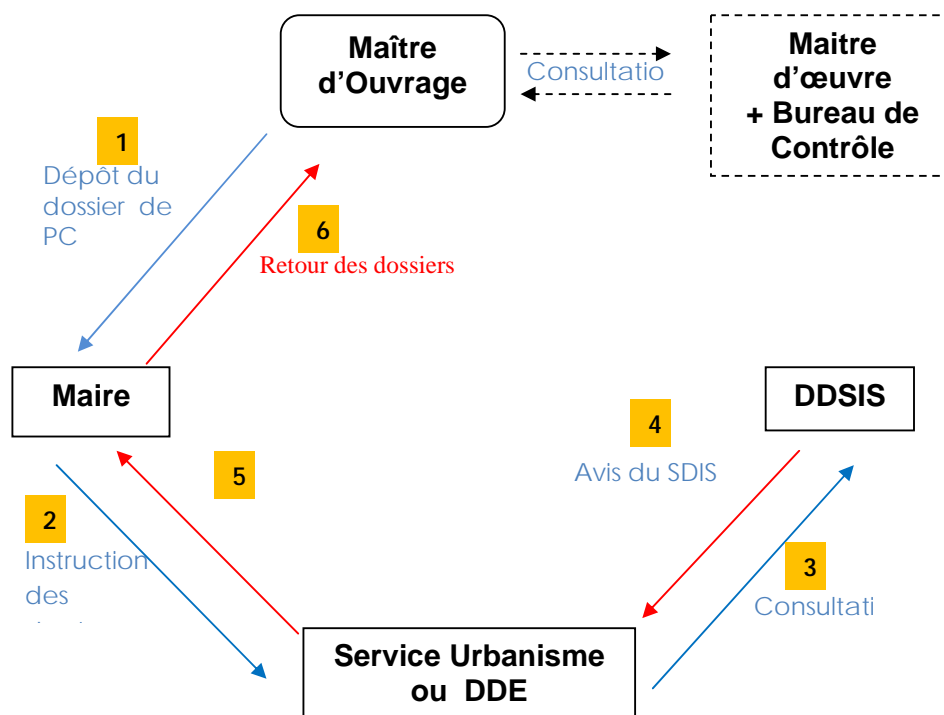 Maître
d'Ouvrage
Consultatio
Maitre
d'œuvre
+ Bureau de
Contrôle
1
Dépôt du
dossier de
PC
6
Retour des dossiers
Maire
DDSIS
4
Avis du SDIS
5
2
Instruction
des
3
Consultati
Service Urbanisme
ou DDE